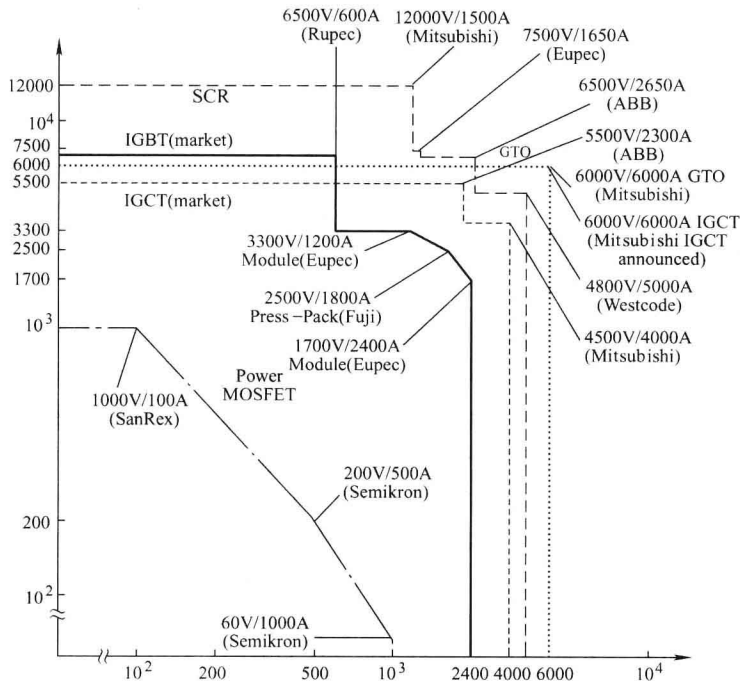 6500V/600A
(Rupec)
12000V/1500A
(Mitsubishi)
7500V/1650A
(Eupec)
6500V/2650A
(ABB)
5500V/2300A
(ABB)
6000V/6000A GTO
(Mitsubishi)
6000V/6000A IGCT
(Mitsubishi IGCT
announced)
4800V/5000A
(Westcode)
4500V/4000A
(Mitsubishi)
12000
10⁴
7500
6000
5500
3300
2500
1700
10³
200
10²
SCR
IGBT(market)
GTO
IGCT(market)
3300V/1200A
Module(Eupec)
2500V/1800A
Press-Pack(Fuji)
1700V/2400A
Module(Eupec)
Power
MOSFET
1000V/100A
(SanRex)
200V/500A
(Semikron)
60V/1000A
(Semikron)
10² 200 500 10³ 2400 4000 6000 10⁴